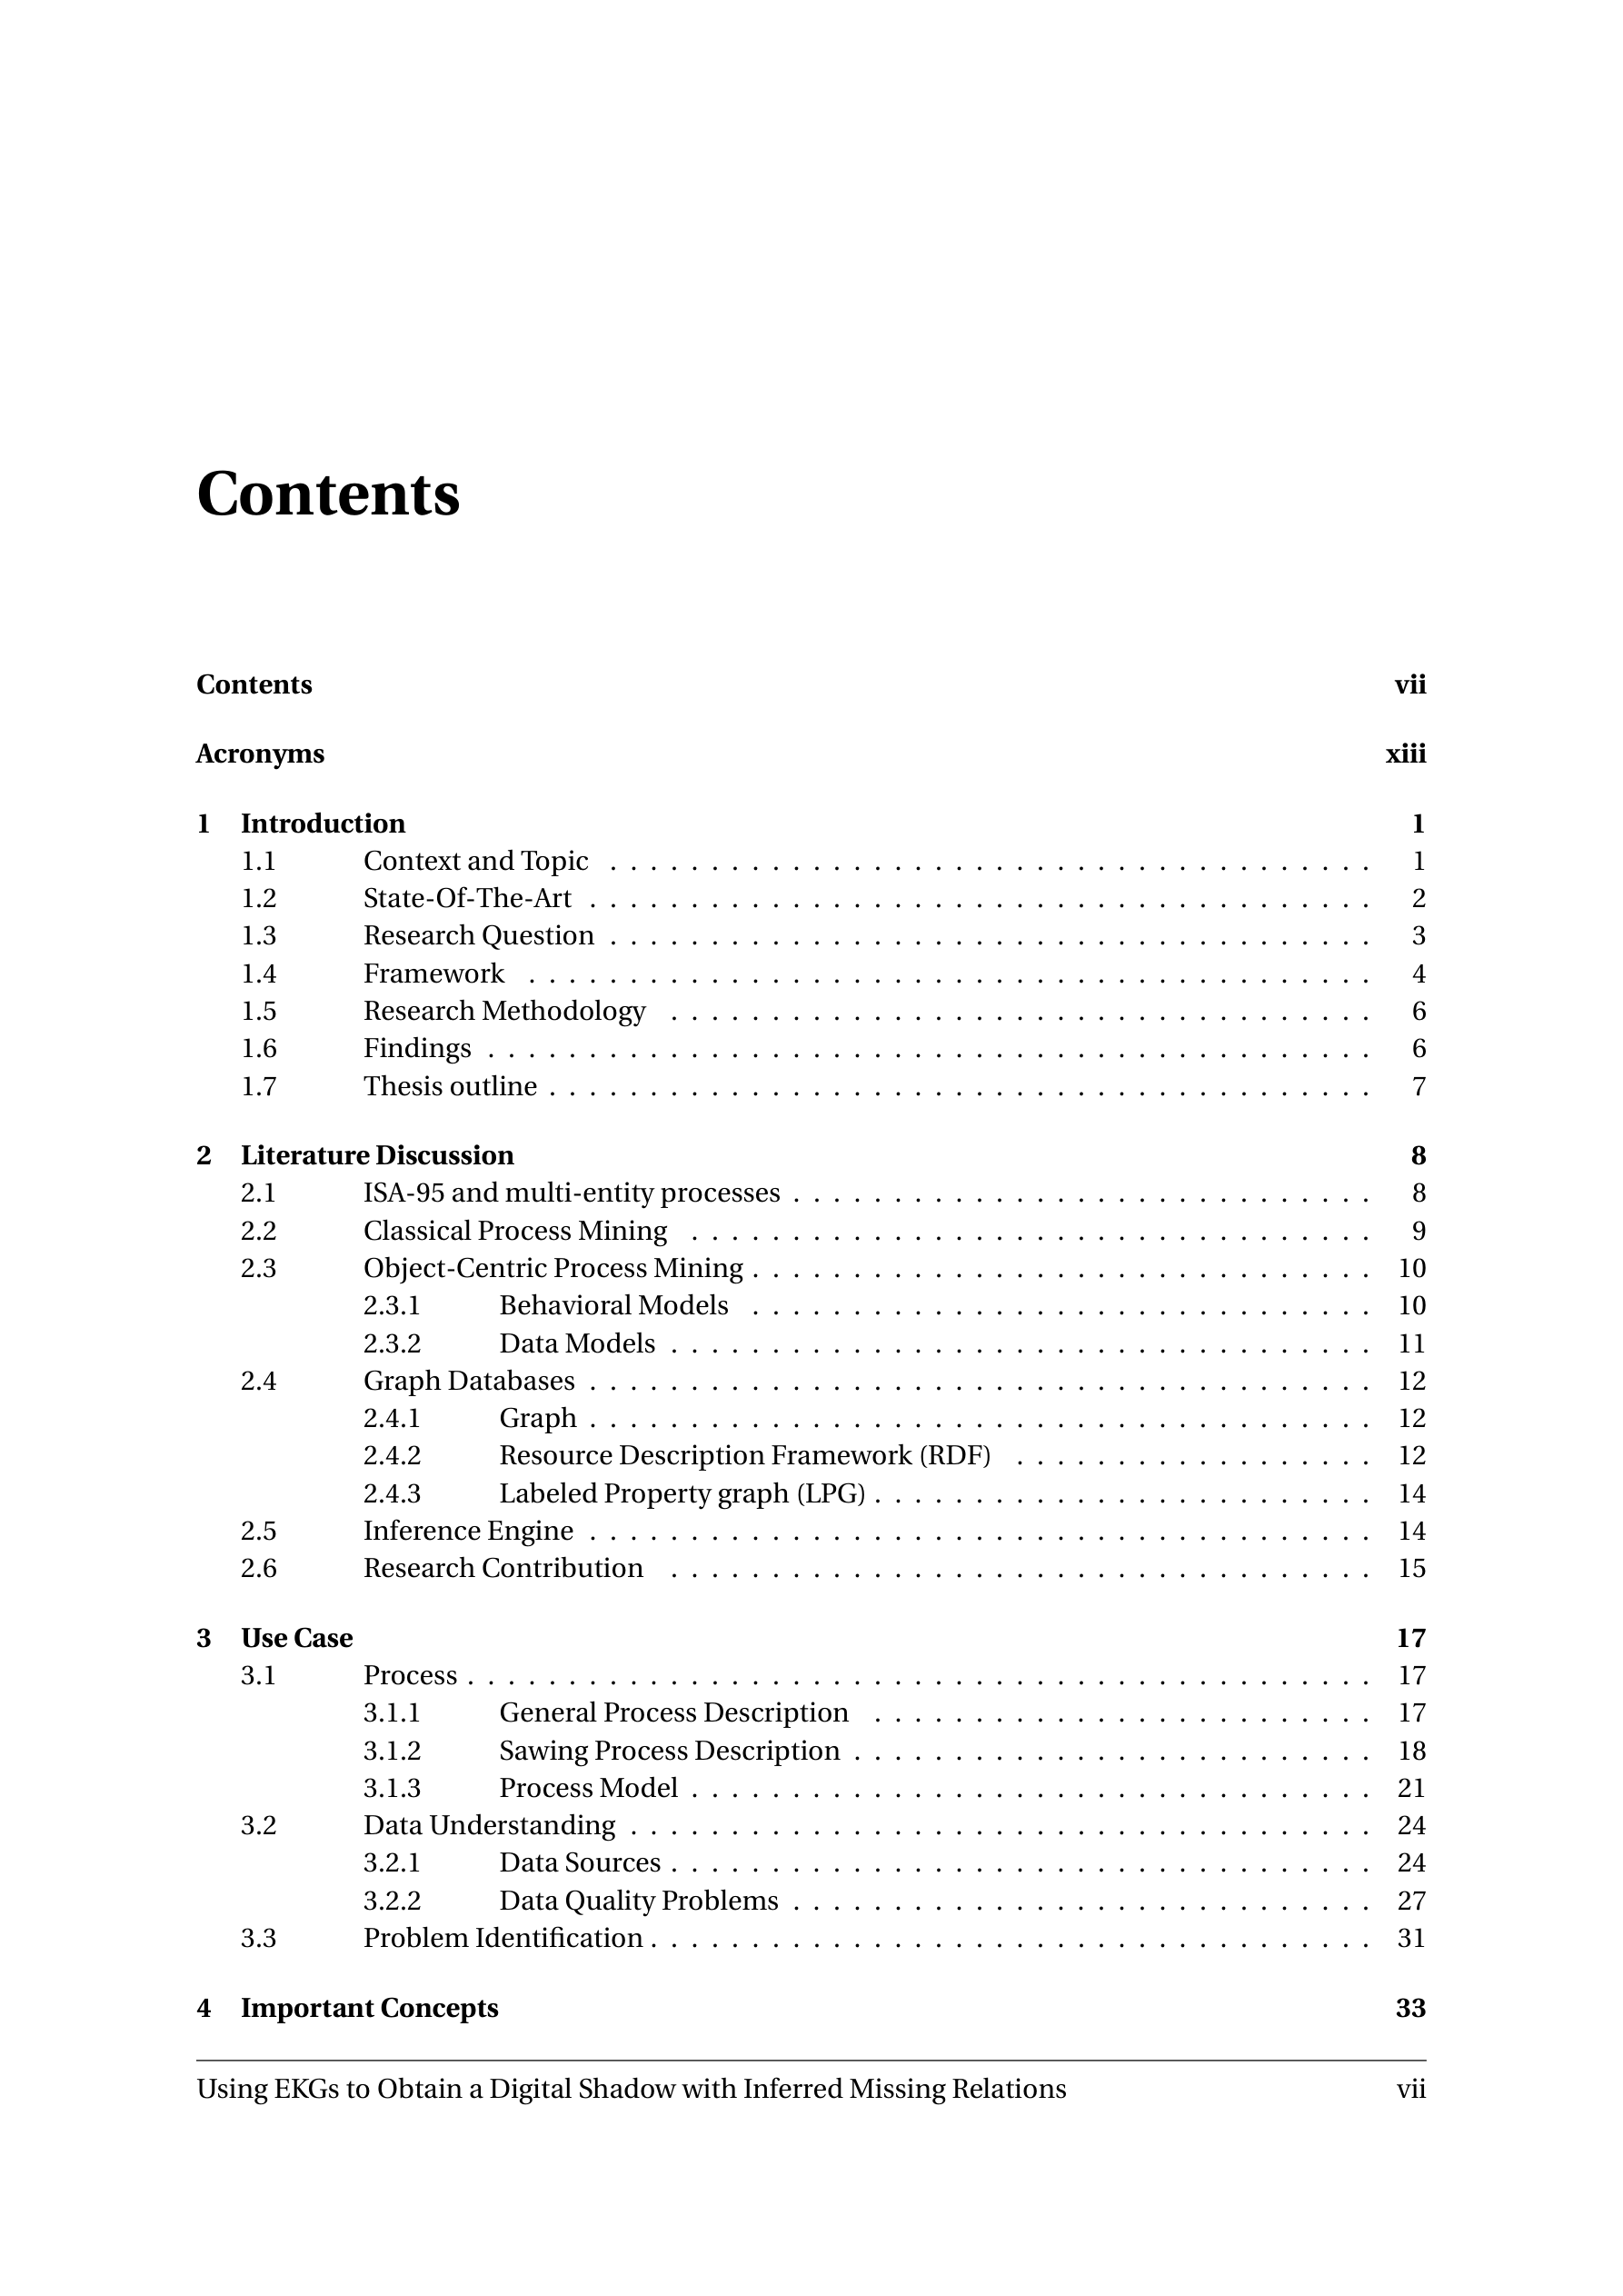 Contents
Contents vii
Acronyms xiii
1 Introduction 1
1.1 Context and Topic . . . . . . . . . . . . . . . . . . . . . . . . . . . . . . . . . . . . . . 1
1.2 State-Of-The-Art . . . . . . . . . . . . . . . . . . . . . . . . . . . . . . . . . . . . . . . 2
1.3 Research Question . . . . . . . . . . . . . . . . . . . . . . . . . . . . . . . . . . . . . . 3
1.4 Framework . . . . . . . . . . . . . . . . . . . . . . . . . . . . . . . . . . . . . . . . . . 4
1.5 Research Methodology . . . . . . . . . . . . . . . . . . . . . . . . . . . . . . . . . . . 6
1.6 Findings . . . . . . . . . . . . . . . . . . . . . . . . . . . . . . . . . . . . . . . . . . . . 6
1.7 Thesis outline . . . . . . . . . . . . . . . . . . . . . . . . . . . . . . . . . . . . . . . . . 7
2 Literature Discussion 8
2.1 ISA-95 and multi-entity processes . . . . . . . . . . . . . . . . . . . . . . . . . . . . . 8
2.2 Classical Process Mining . . . . . . . . . . . . . . . . . . . . . . . . . . . . . . . . . . 9
2.3 Object-Centric Process Mining . . . . . . . . . . . . . . . . . . . . . . . . . . . . . . . 10
2.3.1 Behavioral Models . . . . . . . . . . . . . . . . . . . . . . . . . . . . . . . 10
2.3.2 Data Models . . . . . . . . . . . . . . . . . . . . . . . . . . . . . . . . . . . 11
2.4 Graph Databases . . . . . . . . . . . . . . . . . . . . . . . . . . . . . . . . . . . . . . . 12
2.4.1 Graph . . . . . . . . . . . . . . . . . . . . . . . . . . . . . . . . . . . . . . . 12
2.4.2 Resource Description Framework (RDF) . . . . . . . . . . . . . . . . . . 12
2.4.3 Labeled Property graph (LPG) . . . . . . . . . . . . . . . . . . . . . . . . . 14
2.5 Inference Engine . . . . . . . . . . . . . . . . . . . . . . . . . . . . . . . . . . . . . . . 14
2.6 Research Contribution . . . . . . . . . . . . . . . . . . . . . . . . . . . . . . . . . . . 15
3 Use Case 17
3.1 Process . . . . . . . . . . . . . . . . . . . . . . . . . . . . . . . . . . . . . . . . . . . . . 17
3.1.1 General Process Description . . . . . . . . . . . . . . . . . . . . . . . . . 17
3.1.2 Sawing Process Description . . . . . . . . . . . . . . . . . . . . . . . . . . 18
3.1.3 Process Model . . . . . . . . . . . . . . . . . . . . . . . . . . . . . . . . . . 21
3.2 Data Understanding . . . . . . . . . . . . . . . . . . . . . . . . . . . . . . . . . . . . . 24
3.2.1 Data Sources . . . . . . . . . . . . . . . . . . . . . . . . . . . . . . . . . . . 24
3.2.2 Data Quality Problems . . . . . . . . . . . . . . . . . . . . . . . . . . . . . 27
3.3 Problem Identification . . . . . . . . . . . . . . . . . . . . . . . . . . . . . . . . . . . . 31
4 Important Concepts 33
Using EKGs to Obtain a Digital Shadow with Inferred Missing Relations vii